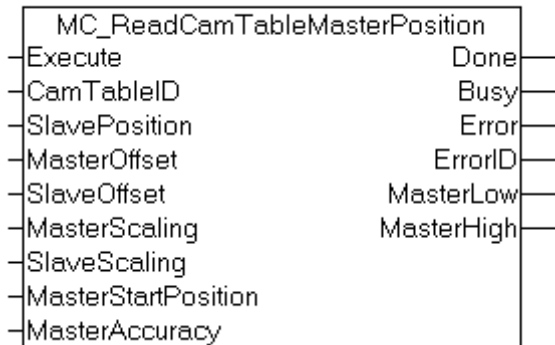 MC_ReadCamTableMasterPosition
Execute Done
CamTableID Busy
SlavePosition Error
MasterOffset ErrorID
SlaveOffset MasterLow
MasterScaling MasterHigh
SlaveScaling
MasterStartPosition
MasterAccuracy